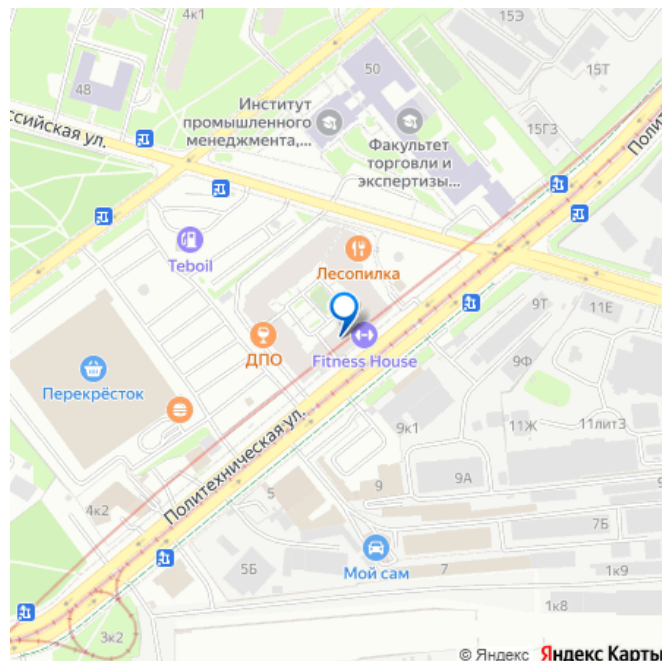 4к1
15Э
48
50
15Т
Институт
промышленного
менеджмента,...
Факультет
торговли и
экспертизы...
15Г3
ссийская ул.
Полит
Teboil
Лесопилка
ДПО
Fitness House
Перекрёсток
9Т
11Е
9Ф
11Ж
11лит3
9к1
Политехническая ул.
9А
9
5
4к2
7Б
5Б
Мой сам
7
1к9
1к8
3к2
© Яндекс Яндекс Карты